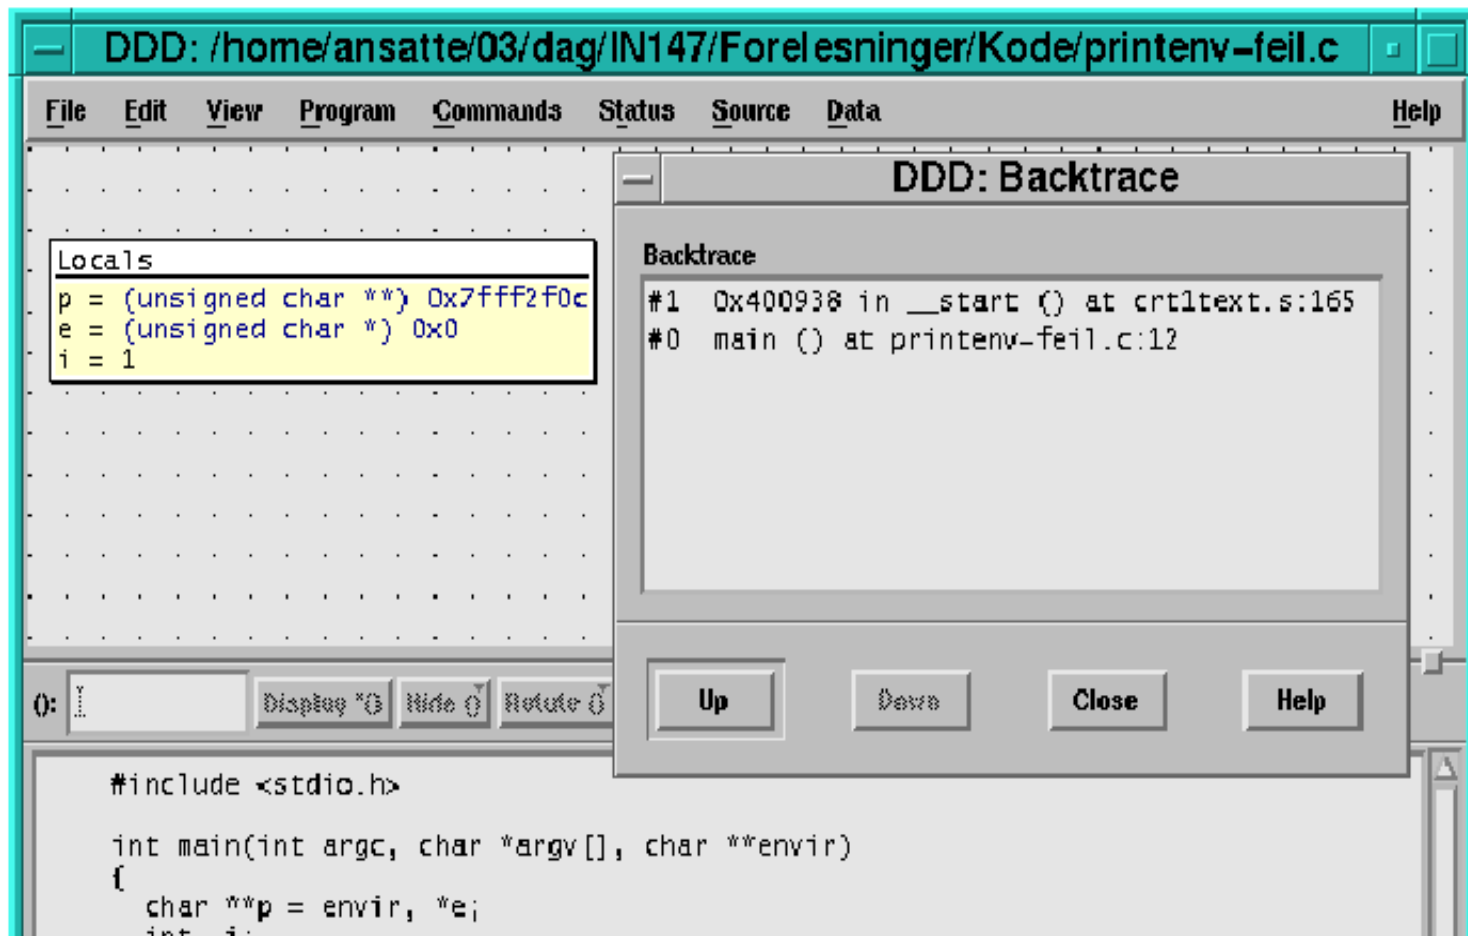 DDD: /home/ansatte/03/dag/IN147/Forelesninger/Kode/printenv-feil.c
File Edit View Program Commands Status Source Data Help
DDD: Backtrace
Locals
p = (unsigned char **) 0x7fff2f0c
e = (unsigned char *) 0x0
i = 1
Backtrace
#1 0x400938 in __start () at crt1text.s:165
#0 main () at printenv-feil.c:12
(): Display *() Hide () Rotate ()
Up Down Close Help
#include <stdio.h>
int main(int argc, char *argv[], char **envir)
{
char **p = envir, *e;
int i;